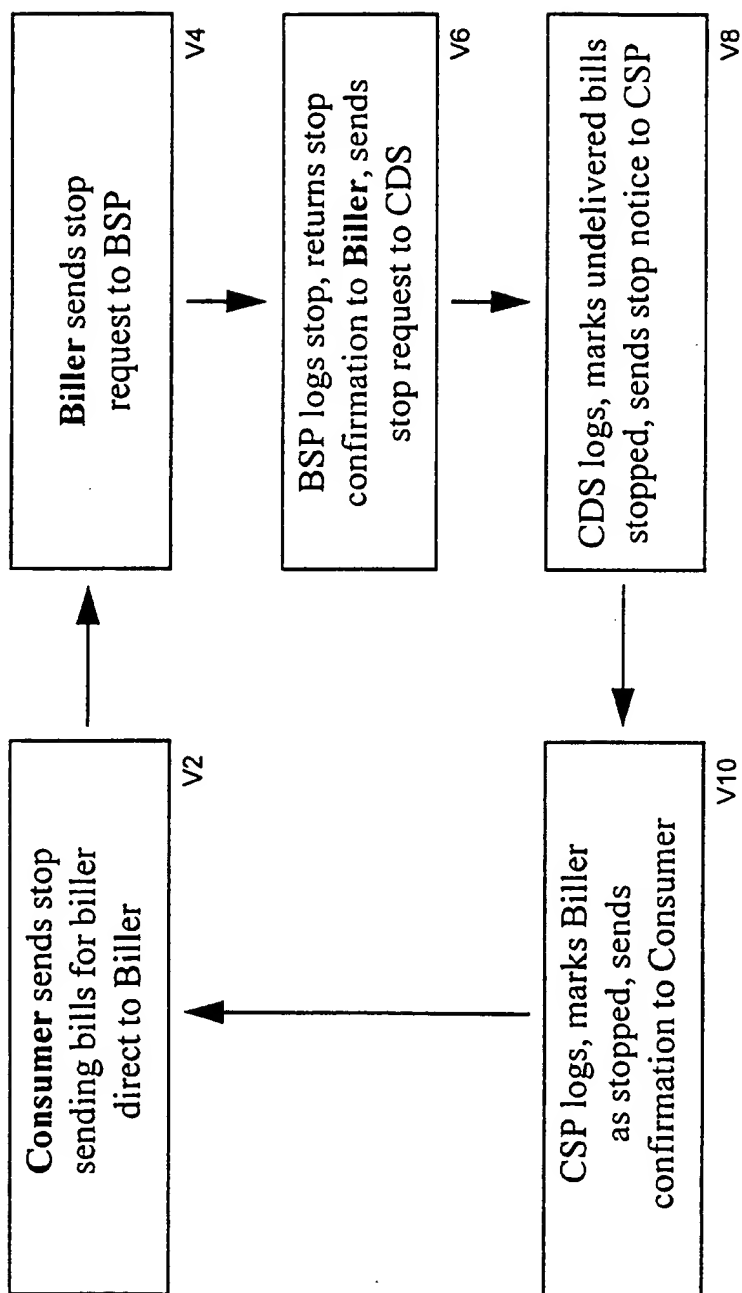 Consumer sends stop
sending bills for biller
direct to Biller
V2
Biller sends stop
request to BSP
V4
BSP logs stop, returns stop
confirmation to Biller, sends
stop request to CDS
V6
CDS logs, marks undelivered bills
stopped, sends stop notice to CSP
V8
CSP logs, marks Biller
as stopped, sends
confirmation to Consumer
V10